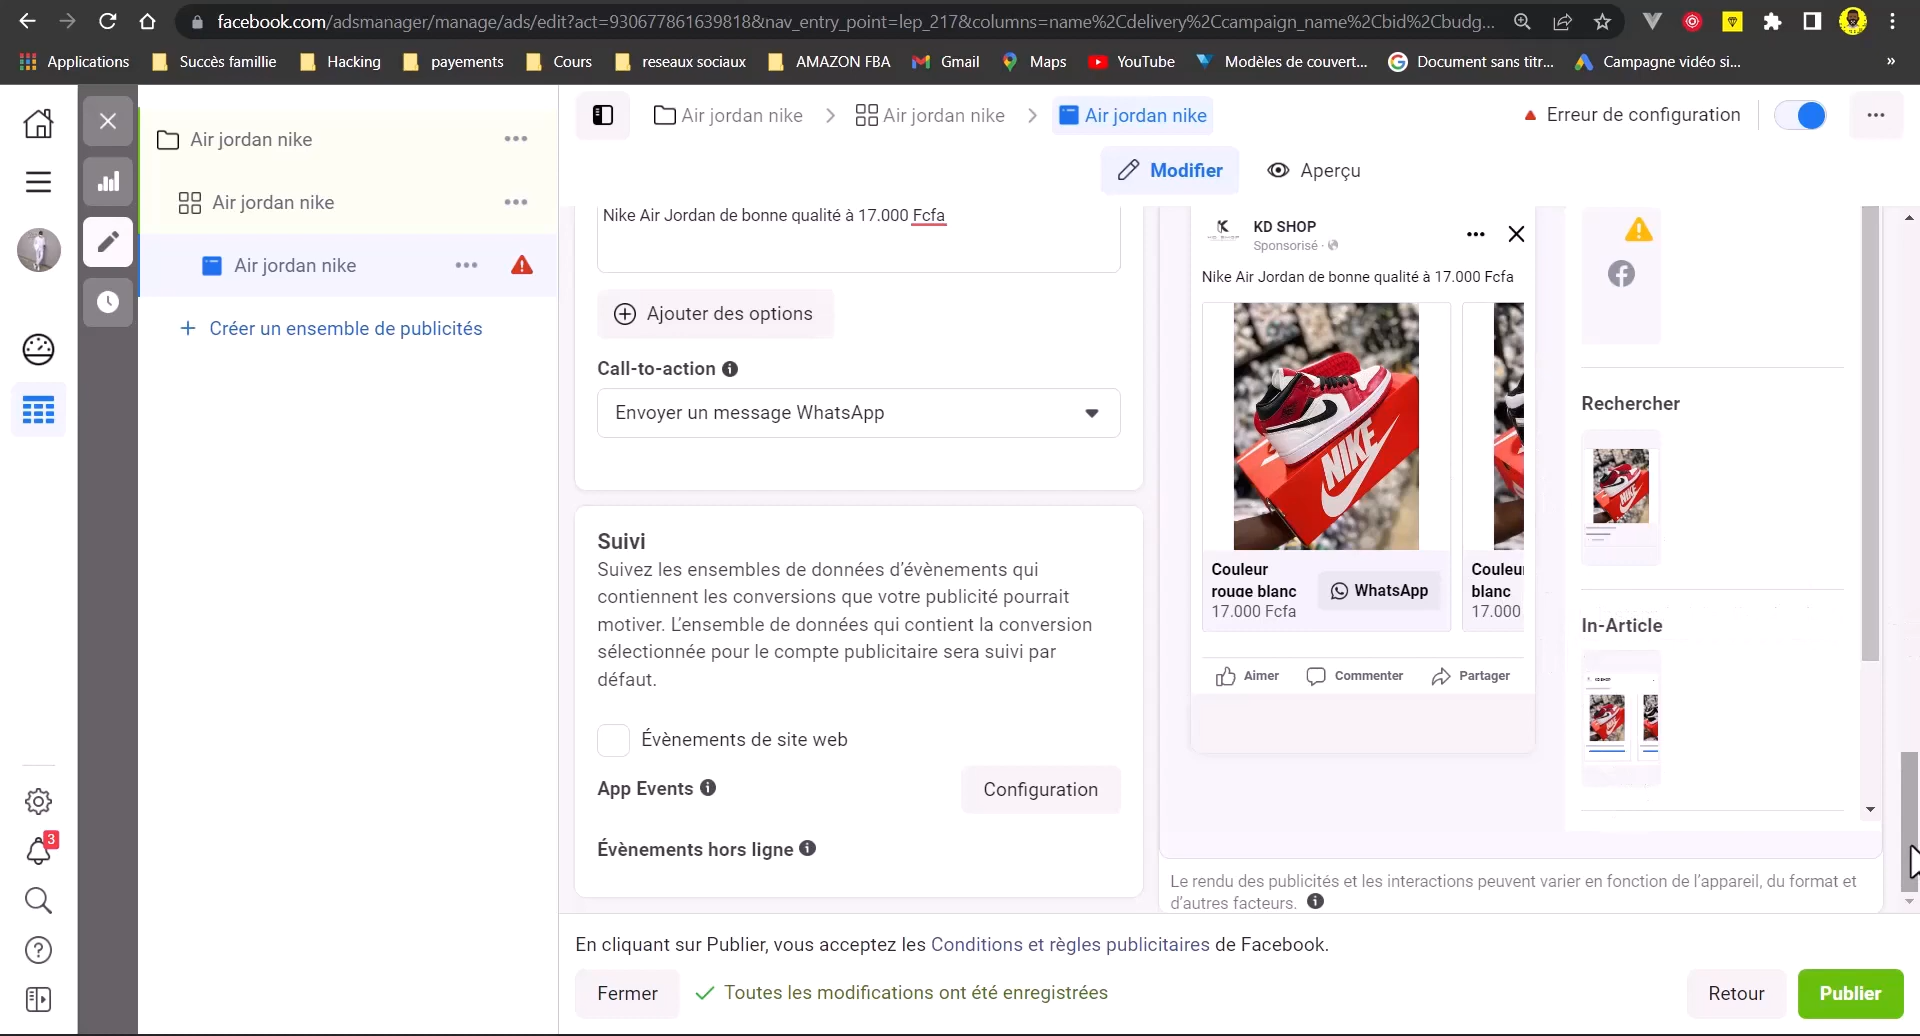 facebook.com/adsmanager/manage/ads/edit?act=930677861639818&nav_entry_point=lep_217&columns=name%2Cdelivery%2Ccampaign_name%2Cbid%2Cbudg...
Applications
Succès famillie
Hacking
payements
Cours
reseaux sociaux
AMAZON FBA
Gmail
Maps
YouTube
Modèles de couvert...
Document sans titr...
Campagne vidéo si...
»
Air jordan nike
Air jordan nike
Air jordan nike
+ Créer un ensemble de publicités
3
Air jordan nike > Air jordan nike > Air jordan nike
Erreur de configuration
Modifier
Aperçu
Nike Air Jordan de bonne qualité à 17.000 Fcfa
Ajouter des options
Call-to-action
Envoyer un message WhatsApp
Suivi
Suivez les ensembles de données d'évènements qui
contiennent les conversions que votre publicité pourrait
motiver. L'ensemble de données qui contient la conversion
sélectionnée pour le compte publicitaire sera suivi par
défaut.
Évènements de site web
App Events
Configuration
Évènements hors ligne
KD SHOP
Sponsorisé ·
Nike Air Jordan de bonne qualité à 17.000 Fcfa
NIKE
Couleur
rouge blanc
17.000 Fcfa
WhatsApp
Couleur
blanc
17.000
Aimer
Commenter
Partager
Rechercher
In-Article
Le rendu des publicités et les interactions peuvent varier en fonction de l'appareil, du format et
d'autres facteurs.
En cliquant sur Publier, vous acceptez les Conditions et règles publicitaires de Facebook.
Fermer
Toutes les modifications ont été enregistrées
Retour
Publier